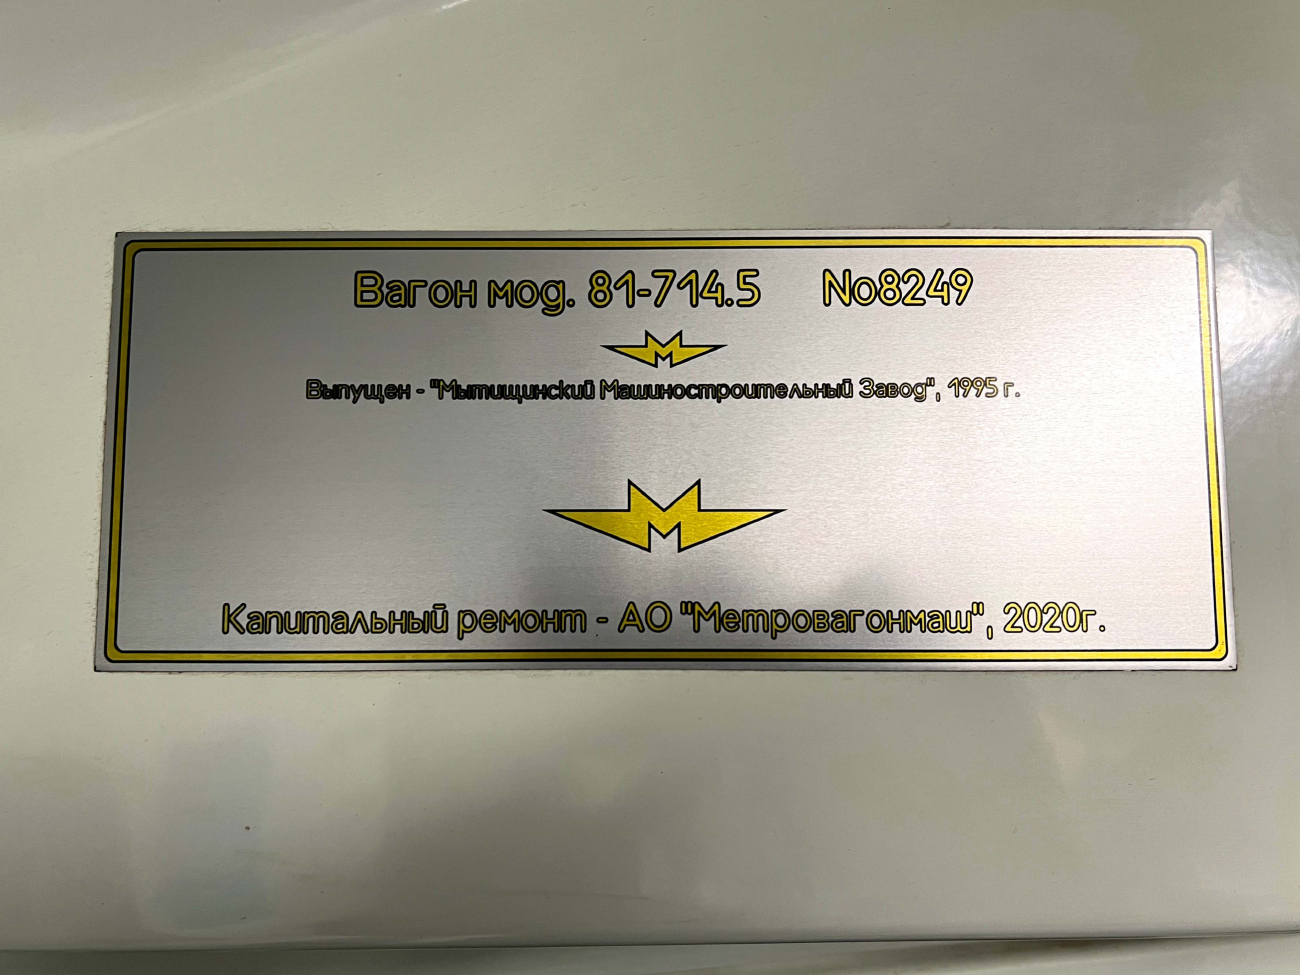 Вагон мод. 81-714.5 No8249
М
Выпущен - "Мытищинский Машиностроительный Завод", 1995 г.
М
Капитальный ремонт - АО "Метровагонмаш", 2020г.